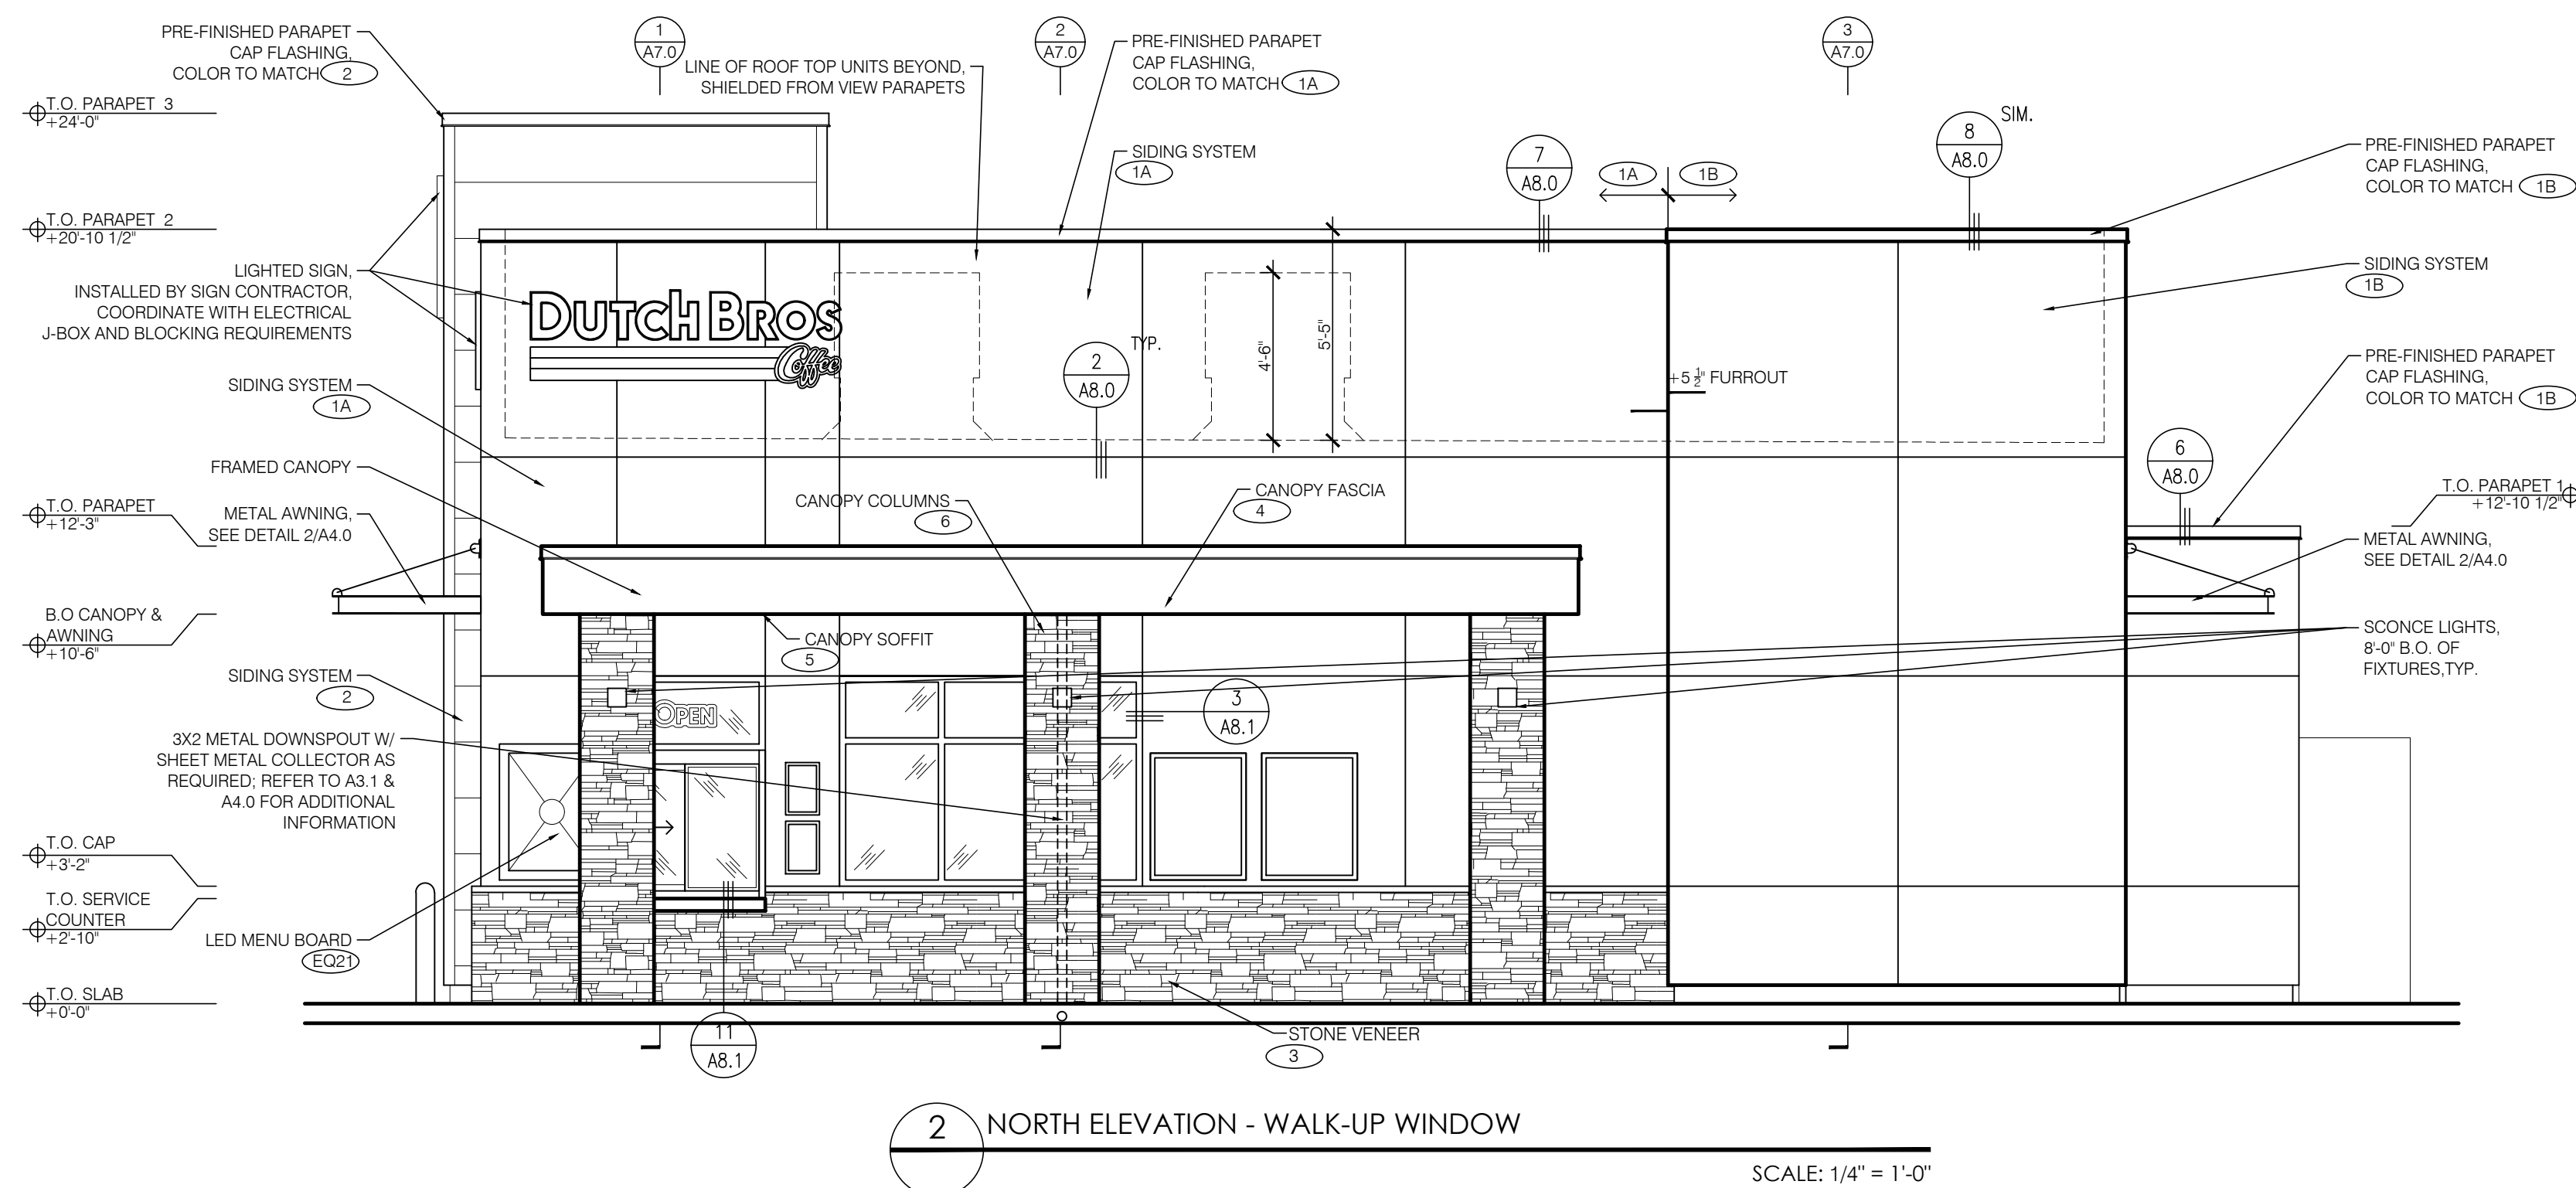 PRE-FINISHED PARAPET
CAP FLASHING,
COLOR TO MATCH 2
1
A7.0
LINE OF ROOF TOP UNITS BEYOND,
SHIELDED FROM VIEW PARAPETS
2
A7.0
PRE-FINISHED PARAPET
CAP FLASHING,
COLOR TO MATCH 1A
3
A7.0
T.O. PARAPET 3
+24'-0"
SIDING SYSTEM
1A
7
A8.0
1A
1B
8
A8.0
SIM.
PRE-FINISHED PARAPET
CAP FLASHING,
COLOR TO MATCH 1B
T.O. PARAPET 2
+20'-10 1/2"
LIGHTED SIGN,
INSTALLED BY SIGN CONTRACTOR,
COORDINATE WITH ELECTRICAL
J-BOX AND BLOCKING REQUIREMENTS
DUTCH BROS
Coffee
4'-6"
5'-5"
2
A8.0
TYP.
+5 1/2" FURROUT
SIDING SYSTEM
1B
SIDING SYSTEM
1A
PRE-FINISHED PARAPET
CAP FLASHING,
COLOR TO MATCH 1B
FRAMED CANOPY
6
A8.0
T.O. PARAPET
+12'-3"
METAL AWNING,
SEE DETAIL 2/A4.0
CANOPY COLUMNS
6
CANOPY FASCIA
4
T.O. PARAPET 1
+12'-10 1/2"
METAL AWNING,
SEE DETAIL 2/A4.0
B.O CANOPY &
AWNING
+10'-6"
CANOPY SOFFIT
5
SCONCE LIGHTS,
8'-0" B.O. OF
FIXTURES,TYP.
SIDING SYSTEM
2
OPEN
3
A8.1
3X2 METAL DOWNSPOUT W/
SHEET METAL COLLECTOR AS
REQUIRED; REFER TO A3.1 &
A4.0 FOR ADDITIONAL
INFORMATION
T.O. CAP
+3'-2"
T.O. SERVICE
COUNTER
+2'-10"
LED MENU BOARD
EQ21
T.O. SLAB
+0'-0"
11
A8.1
STONE VENEER
3
2
NORTH ELEVATION - WALK-UP WINDOW
SCALE: 1/4" = 1'-0"